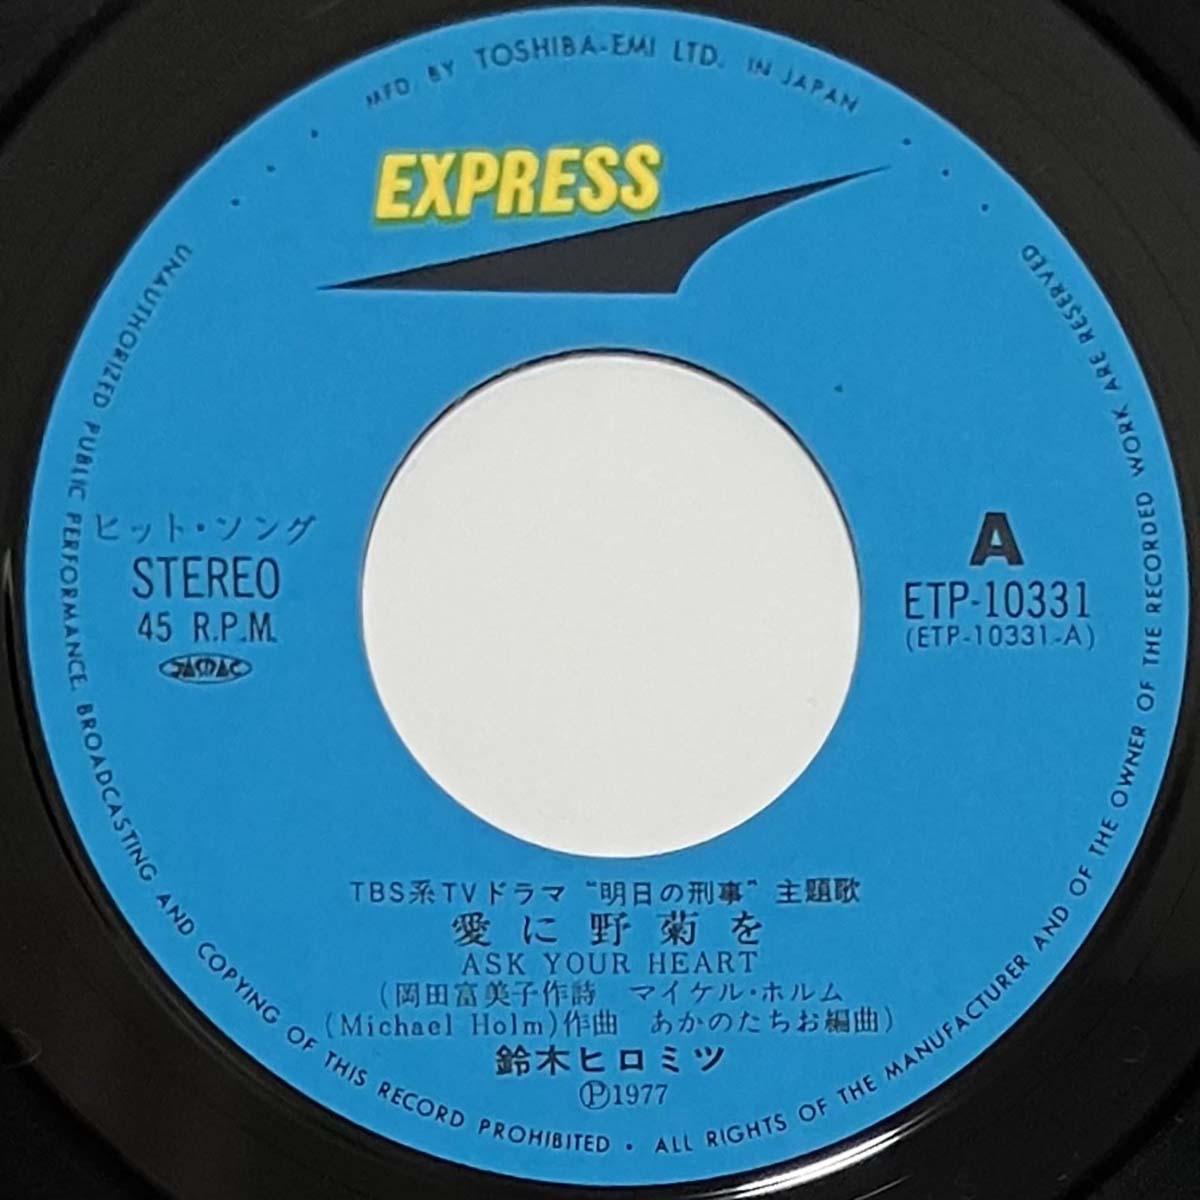 MFD. BY TOSHIBA-EMI LTD. IN JAPAN
EXPRESS
ヒット・ソング
STEREO
45 R.P.M.
JASRAC
A
ETP-10331
(ETP-10331-A)
TBS系TVドラマ “明日の刑事” 主題歌
愛に野菊を
ASK YOUR HEART
(岡田富美子作詩 マイケル・ホルム
(Michael Holm)作曲 あかのたちお編曲)
鈴木ヒロミツ
Ⓟ1977
UNAUTHORIZED PUBLIC PERFORMANCE, BROADCASTING AND COPYING OF THIS RECORD PROHIBITED • ALL RIGHTS OF THE MANUFACTURER AND OF THE OWNER OF THE RECORDED WORK ARE RESERVED